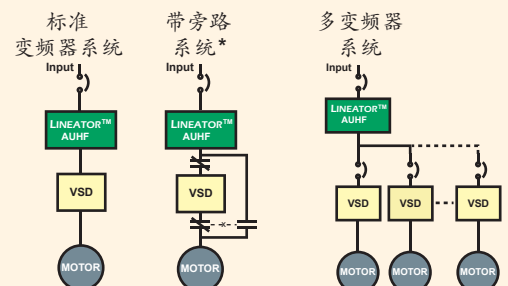 标准
变频器系统
Input
LINEATOR™
AUHF
VSD
MOTOR
带旁路
系统*
Input
LINEATOR™
AUHF
VSD
x
MOTOR
多变频器
系统
Input
LINEATOR™
AUHF
VSD
VSD
VSD
MOTOR
MOTOR
MOTOR